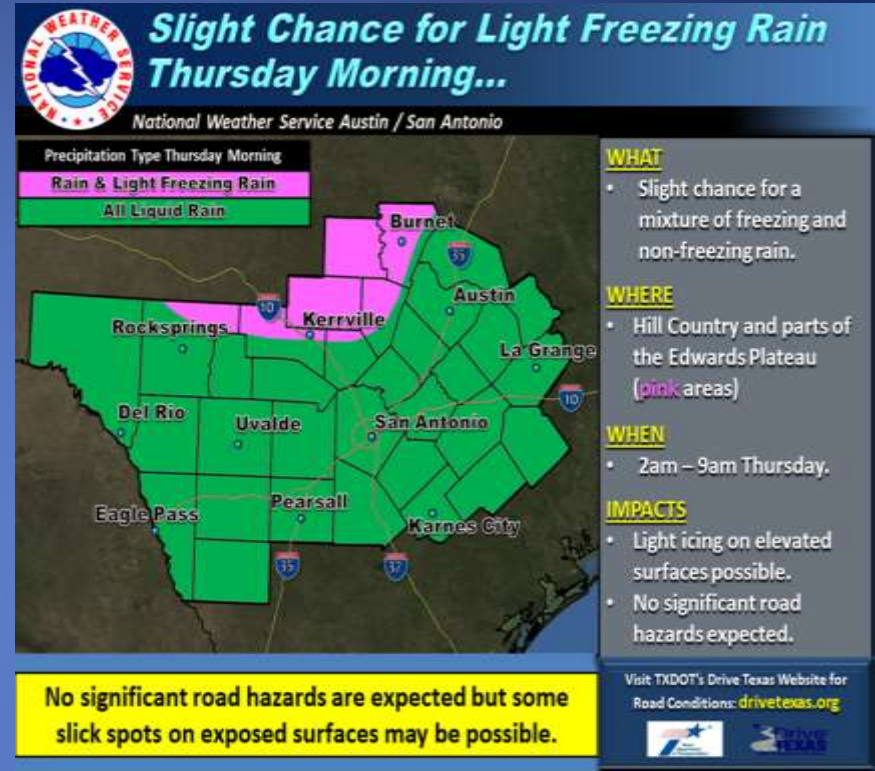 NATIONAL WEATHER SERVICE
Slight Chance for Light Freezing Rain
Thursday Morning...
National Weather Service Austin / San Antonio
Precipitation Type Thursday Morning
Rain & Light Freezing Rain
All Liquid Rain
Burnet
35
Austin
10
Rocksprings
Kerrville
La Grange
10
Del Rio
Uvalde
San Antonio
Eagle Pass
Pearsall
Karnes City
35
37
WHAT
• Slight chance for a
mixture of freezing and
non-freezing rain.
WHERE
• Hill Country and parts of
the Edwards Plateau
(pink areas)
WHEN
• 2am – 9am Thursday.
IMPACTS
• Light icing on elevated
surfaces possible.
• No significant road
hazards expected.
No significant road hazards are expected but some
slick spots on exposed surfaces may be possible.
Visit TXDOT's Drive Texas Website for
Road Conditions: drivetexas.org
Drive
TEXAS